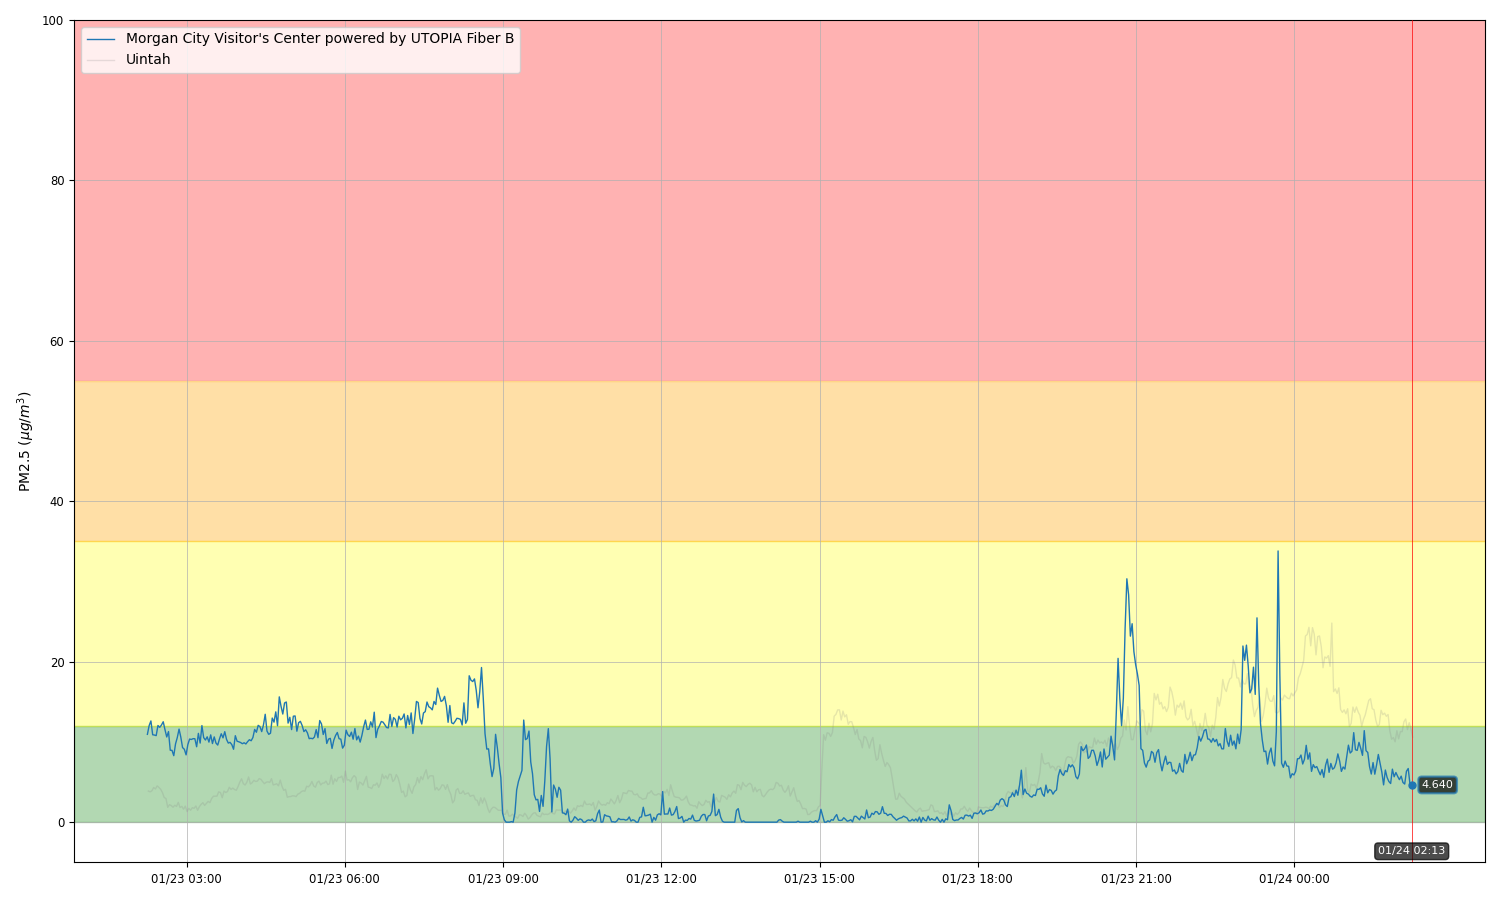 100
Morgan City Visitor's Center powered by UTOPIA Fiber B
Uintah
80
60
PM2.5 (μg/m³)
40
20
4.640
0
01/24 02:13
01/23 03:00 01/23 06:00 01/23 09:00 01/23 12:00 01/23 15:00 01/23 18:00 01/23 21:00 01/24 00:00